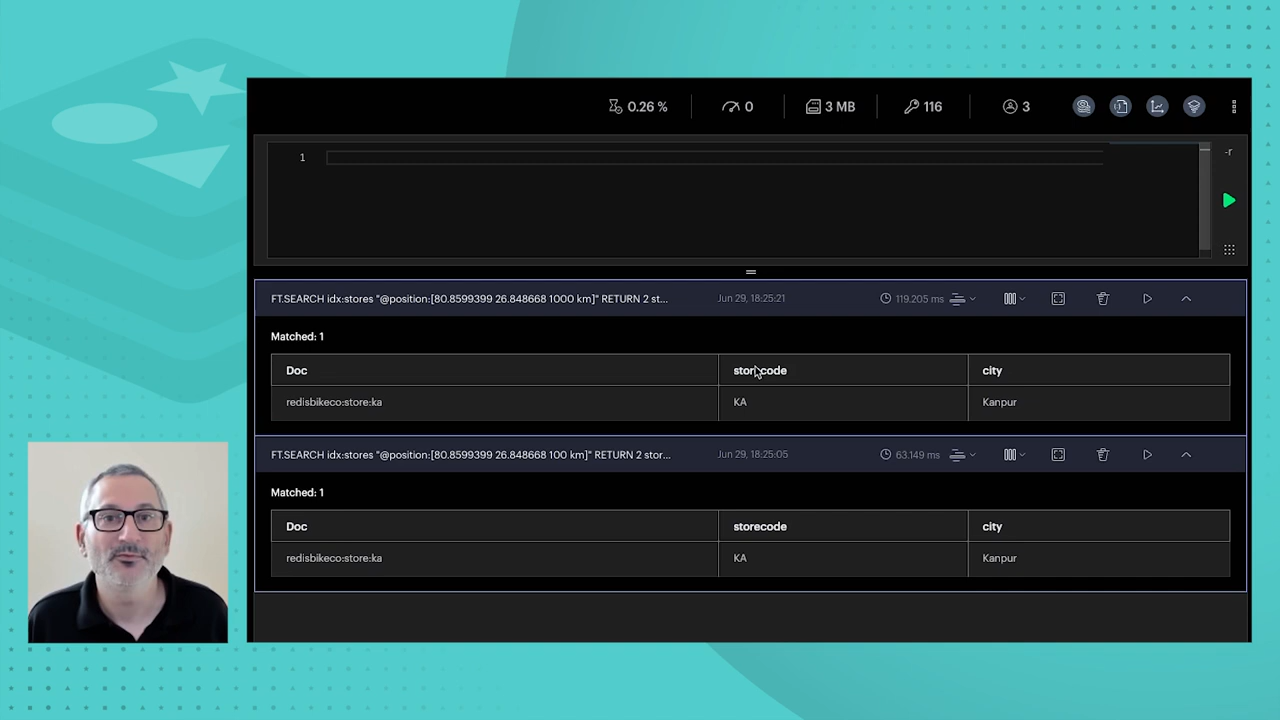 0.26 % 0 3 MB 116 3
1
-r
FT.SEARCH idx:stores "@position:[80.8599399 26.848668 1000 km]" RETURN 2 st... Jun 29, 18:25:21 119.205 ms
Matched: 1
Doc storecode city
redisbikeco:store:ka KA Kanpur
FT.SEARCH idx:stores "@position:[80.8599399 26.848668 100 km]" RETURN 2 stor... Jun 29, 18:25:05 63.149 ms
Matched: 1
Doc storecode city
redisbikeco:store:ka KA Kanpur